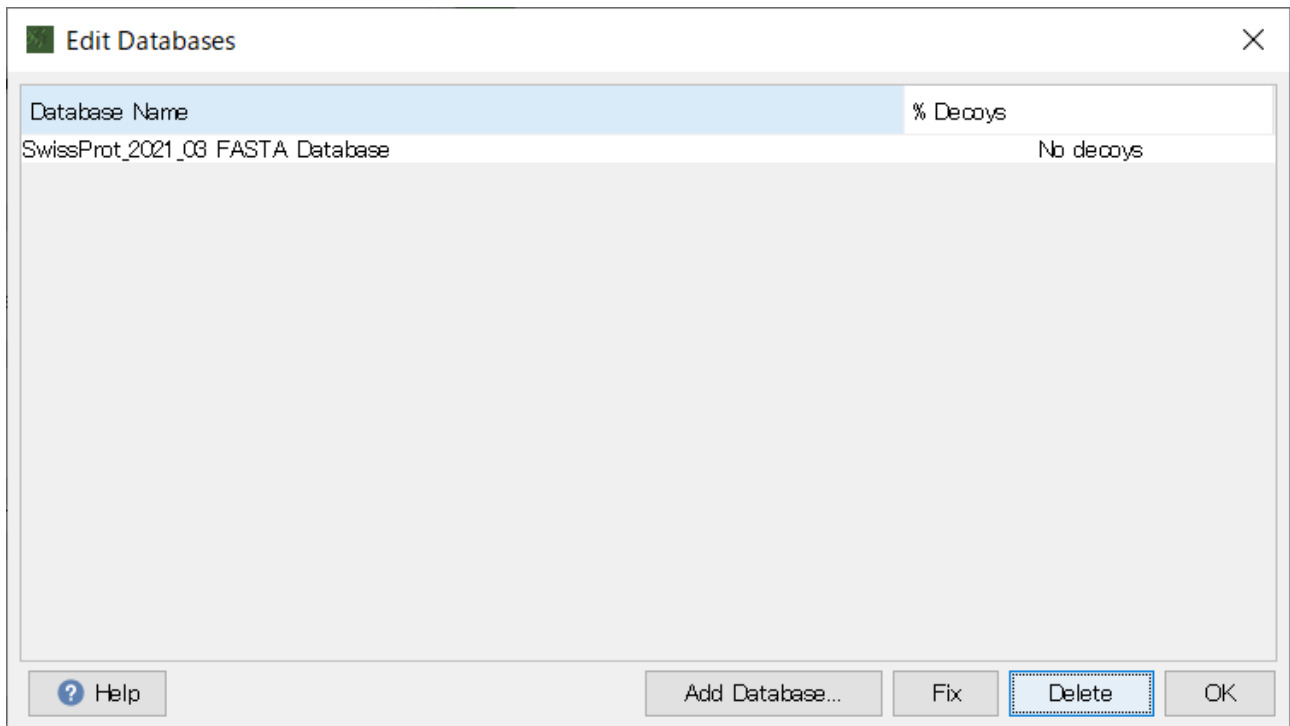 Edit Databases
Database Name % Decoys
SwissProt_2021_03 FASTA Database No decoys
? Help Add Database... Fix Delete OK